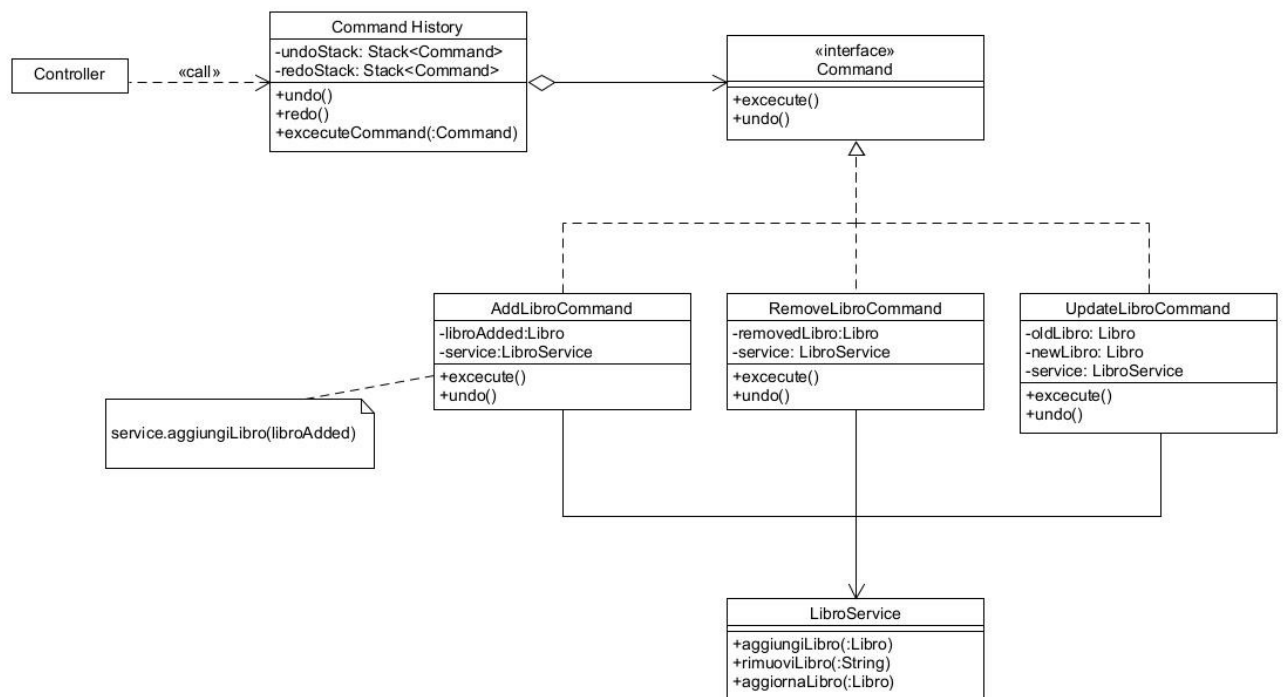 Controller
«call»
Command History
-undoStack: Stack<Command>
-redoStack: Stack<Command>
+undo()
+redo()
+excecuteCommand(:Command)
«interface»
Command
+excecute()
+undo()
AddLibroCommand
-libroAdded:Libro
-service:LibroService
+excecute()
+undo()
RemoveLibroCommand
-removedLibro:Libro
-service: LibroService
+excecute()
+undo()
UpdateLibroCommand
-oldLibro: Libro
-newLibro: Libro
-service: LibroService
+excecute()
+undo()
service.aggiungiLibro(libroAdded)
LibroService
+aggiungiLibro(:Libro)
+rimuoviLibro(:String)
+aggiornaLibro(:Libro)